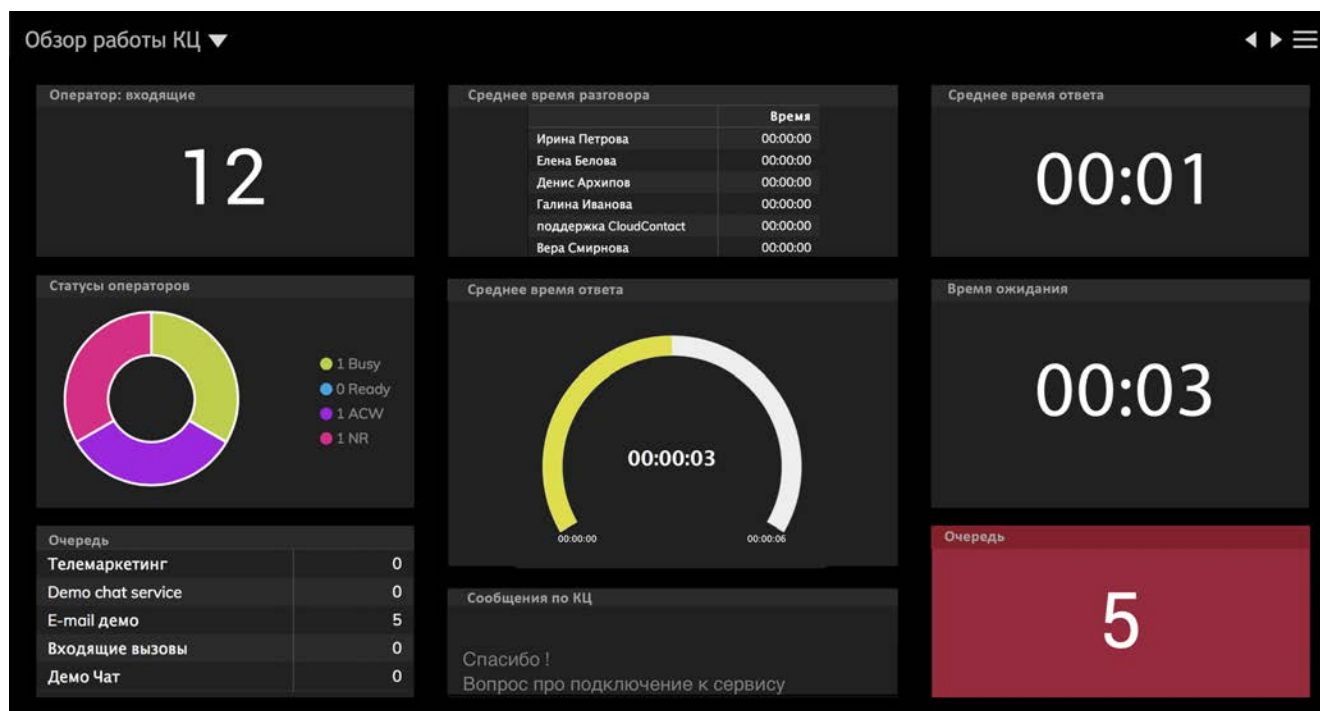 Обзор работы КЦ
Оператор: входящие
12
Среднее время разговора
Время
Ирина Петрова 00:00:00
Елена Белова 00:00:00
Денис Архипов 00:00:00
Галина Иванова 00:00:00
поддержка CloudContact 00:00:00
Вера Смирнова 00:00:00
Среднее время ответа
00:01
Статусы операторов
1 Busy
0 Ready
1 ACW
1 NR
Среднее время ответа
00:00:03
00:00:00 00:00:06
Время ожидания
00:03
Очередь
Телемаркетинг 0
Demo chat service 0
E-mail демо 5
Входящие вызовы 0
Демо Чат 0
Сообщения по КЦ
Спасибо !
Вопрос про подключение к сервису
Очередь
5